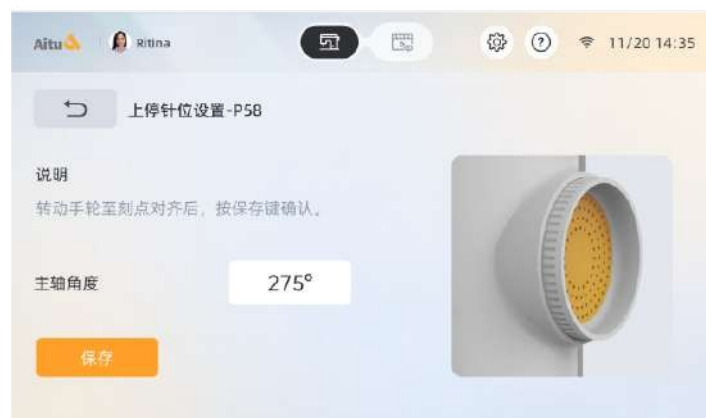 Aitu Ritina 11/20 14:35
上停针位设置-P58
说明
转动手轮至刻点对齐后，按保存键确认。
主轴角度 275°
保存